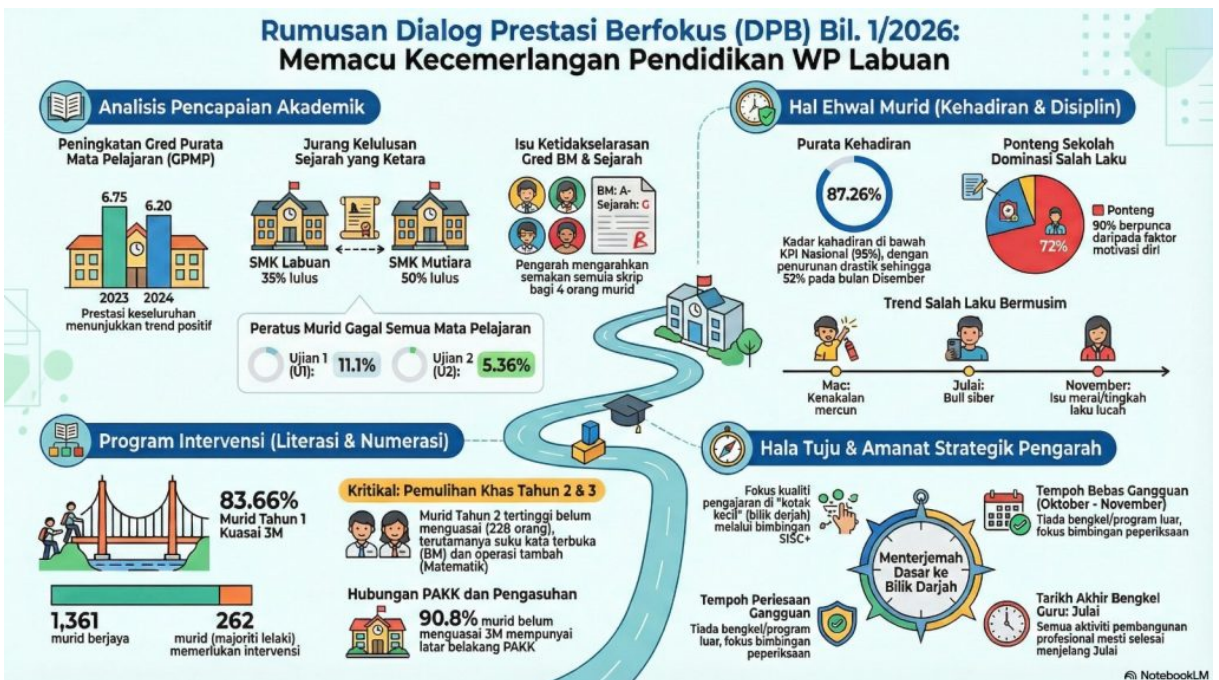 Rumusan Dialog Prestasi Berfokus (DPB) Bil. 1/2026:
Memacu Kecemerlangan Pendidikan WP Labuan
Analisis Pencapaian Akademik
Peningkatan Gred Purata
Mata Pelajaran (GPMP)
6.75
6.20
2023
2024
Prestasi keseluruhan
menunjukkan trend positif
Jurang Kelulusan
Sejarah yang Ketara
SMK Labuan
35% lulus
SMK Mutiara
50% lulus
Isu Ketidakselarasan
Gred BM & Sejarah
BM: A-
Sejarah: G
B
Pengarah mengarahkan
semakan semuia skrip
bagi 4 orang murid
Peratus Murid Gagal Semua Mata Pelajaran
Ujian 1
(U1):
11.1%
Ujian 2
(U2):
5.36%
Hal Ehwal Murid (Kehadiran & Disiplin)
Purata Kehadiran
87.26%
Kadar kahadiran di bawah
KPI Nasional (95%), dengan
penurunan drastik sehingga
52% pada bulan Disember
Ponteng Sekolah
Dominasi Salah Laku
72%
Ponteng
90% berpunca
daripada faktor
motivasi diri
Trend Salah Laku Bermusim
Mac:
Kenakalan
mercun
Julai:
Bull siber
November:
Isu meral/tingkah
laku lucah
Program Intervensi (Literasi & Numerasi)
83.66%
Murid Tahun 1
Kuasai 3M
1,361
murid berjaya
262
murid (majoriti lelaki)
memerlukan intervensi
Kritikal: Pemulihan Khas Tahun 2 & 3
Murid Tahun 2 tertinggi belum
menguasai (228 orang),
terutamanya suku kata terbuka
(BM) dan operasi tambah
(Matematik)
Hubungan PAKK dan Pengasuhan
90.8% murid belum
menguasai 3M mempunyai
latar belakang PAKK
Hala Tuju & Amanat Strategik Pengarah
Fokus kualiti
pengajaran di "kotak
kecil" (bilik derjah)
melalui bimbingan
SISC+
Tempoh Bebas Gangguan
(Oktober - November)
Tiada bengkel/program luar,
fokus bimbingan peperiksaan
Menterjemah
Dasar ke
Bilik Darjah
Tempoh Periesaan
Gangguan
Tiada bengkel/program
luar, fokus bimbingan
peperiksaan
Tarikh Akhir Bengkel
Guru: Julai
Semua aktiviti pembangunan
profesional mesti selesai
menjelang Julai
NotebookLM